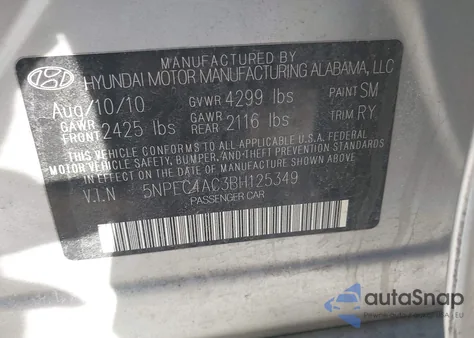 MANUFACTURED BY
HYUNDAI MOTOR MANUFACTURING ALABAMA, LLC
Aug/10/10 GVWR 4299 lbs PAINT SM
GAWR FRONT 2425 lbs GAWR REAR 2116 lbs TRIM RY
THIS VEHICLE CONFORMS TO ALL APPLICABLE U.S.A. FEDERAL
MOTOR VEHICLE SAFETY, BUMPER, AND THEFT PREVENTION STANDARDS
IN EFFECT ON THE DATE OF MANUFACTURE SHOWN ABOVE.
V.I.N 5NPEC4AC3BH125349
PASSENGER CAR
autoSnap